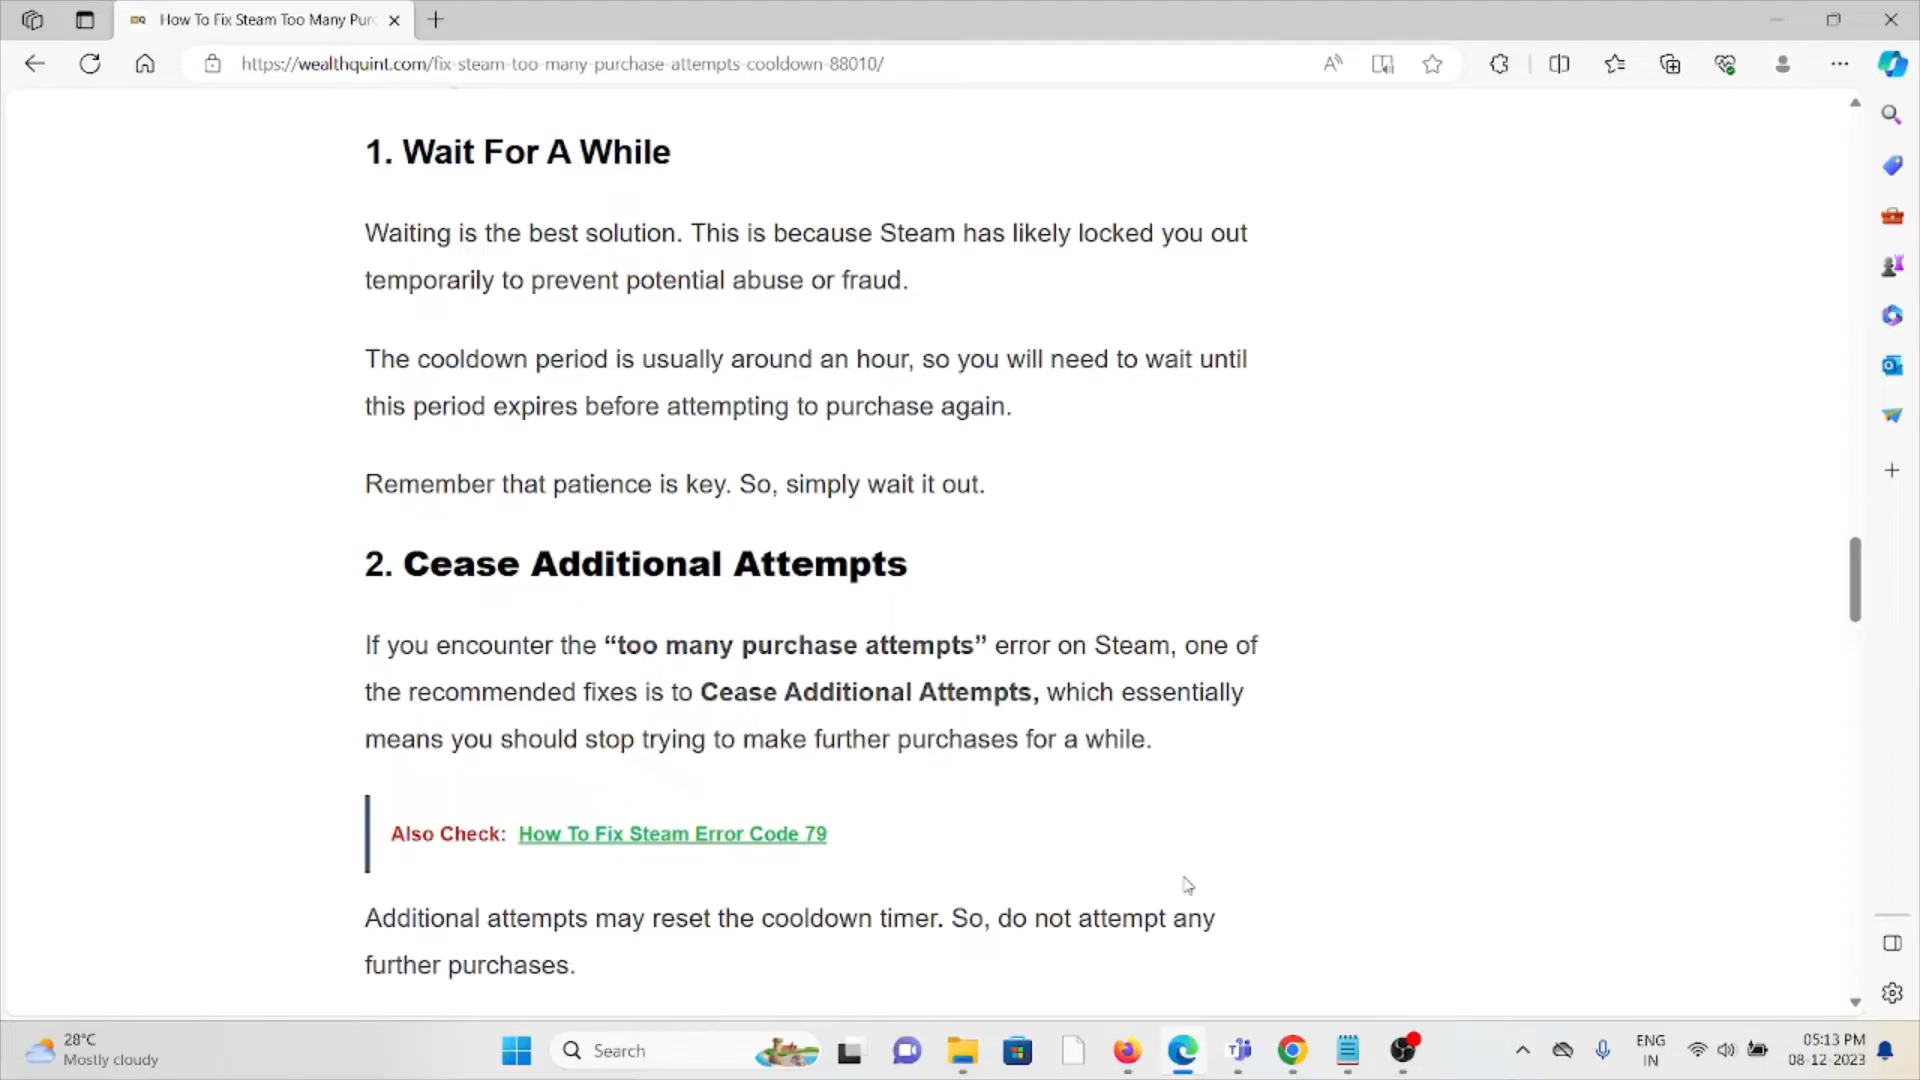 How To Fix Steam Too Many Purc
https://wealthquint.com/fix-steam-too-many-purchase-attempts-cooldown-88010/
1. Wait For A While
Waiting is the best solution. This is because Steam has likely locked you out
temporarily to prevent potential abuse or fraud.
The cooldown period is usually around an hour, so you will need to wait until
this period expires before attempting to purchase again.
Remember that patience is key. So, simply wait it out.
2. Cease Additional Attempts
If you encounter the “too many purchase attempts” error on Steam, one of
the recommended fixes is to Cease Additional Attempts, which essentially
means you should stop trying to make further purchases for a while.
Also Check: How To Fix Steam Error Code 79
Additional attempts may reset the cooldown timer. So, do not attempt any
further purchases.
28°C
Mostly cloudy
Search
ENG
IN
05:13 PM
08-12-2023